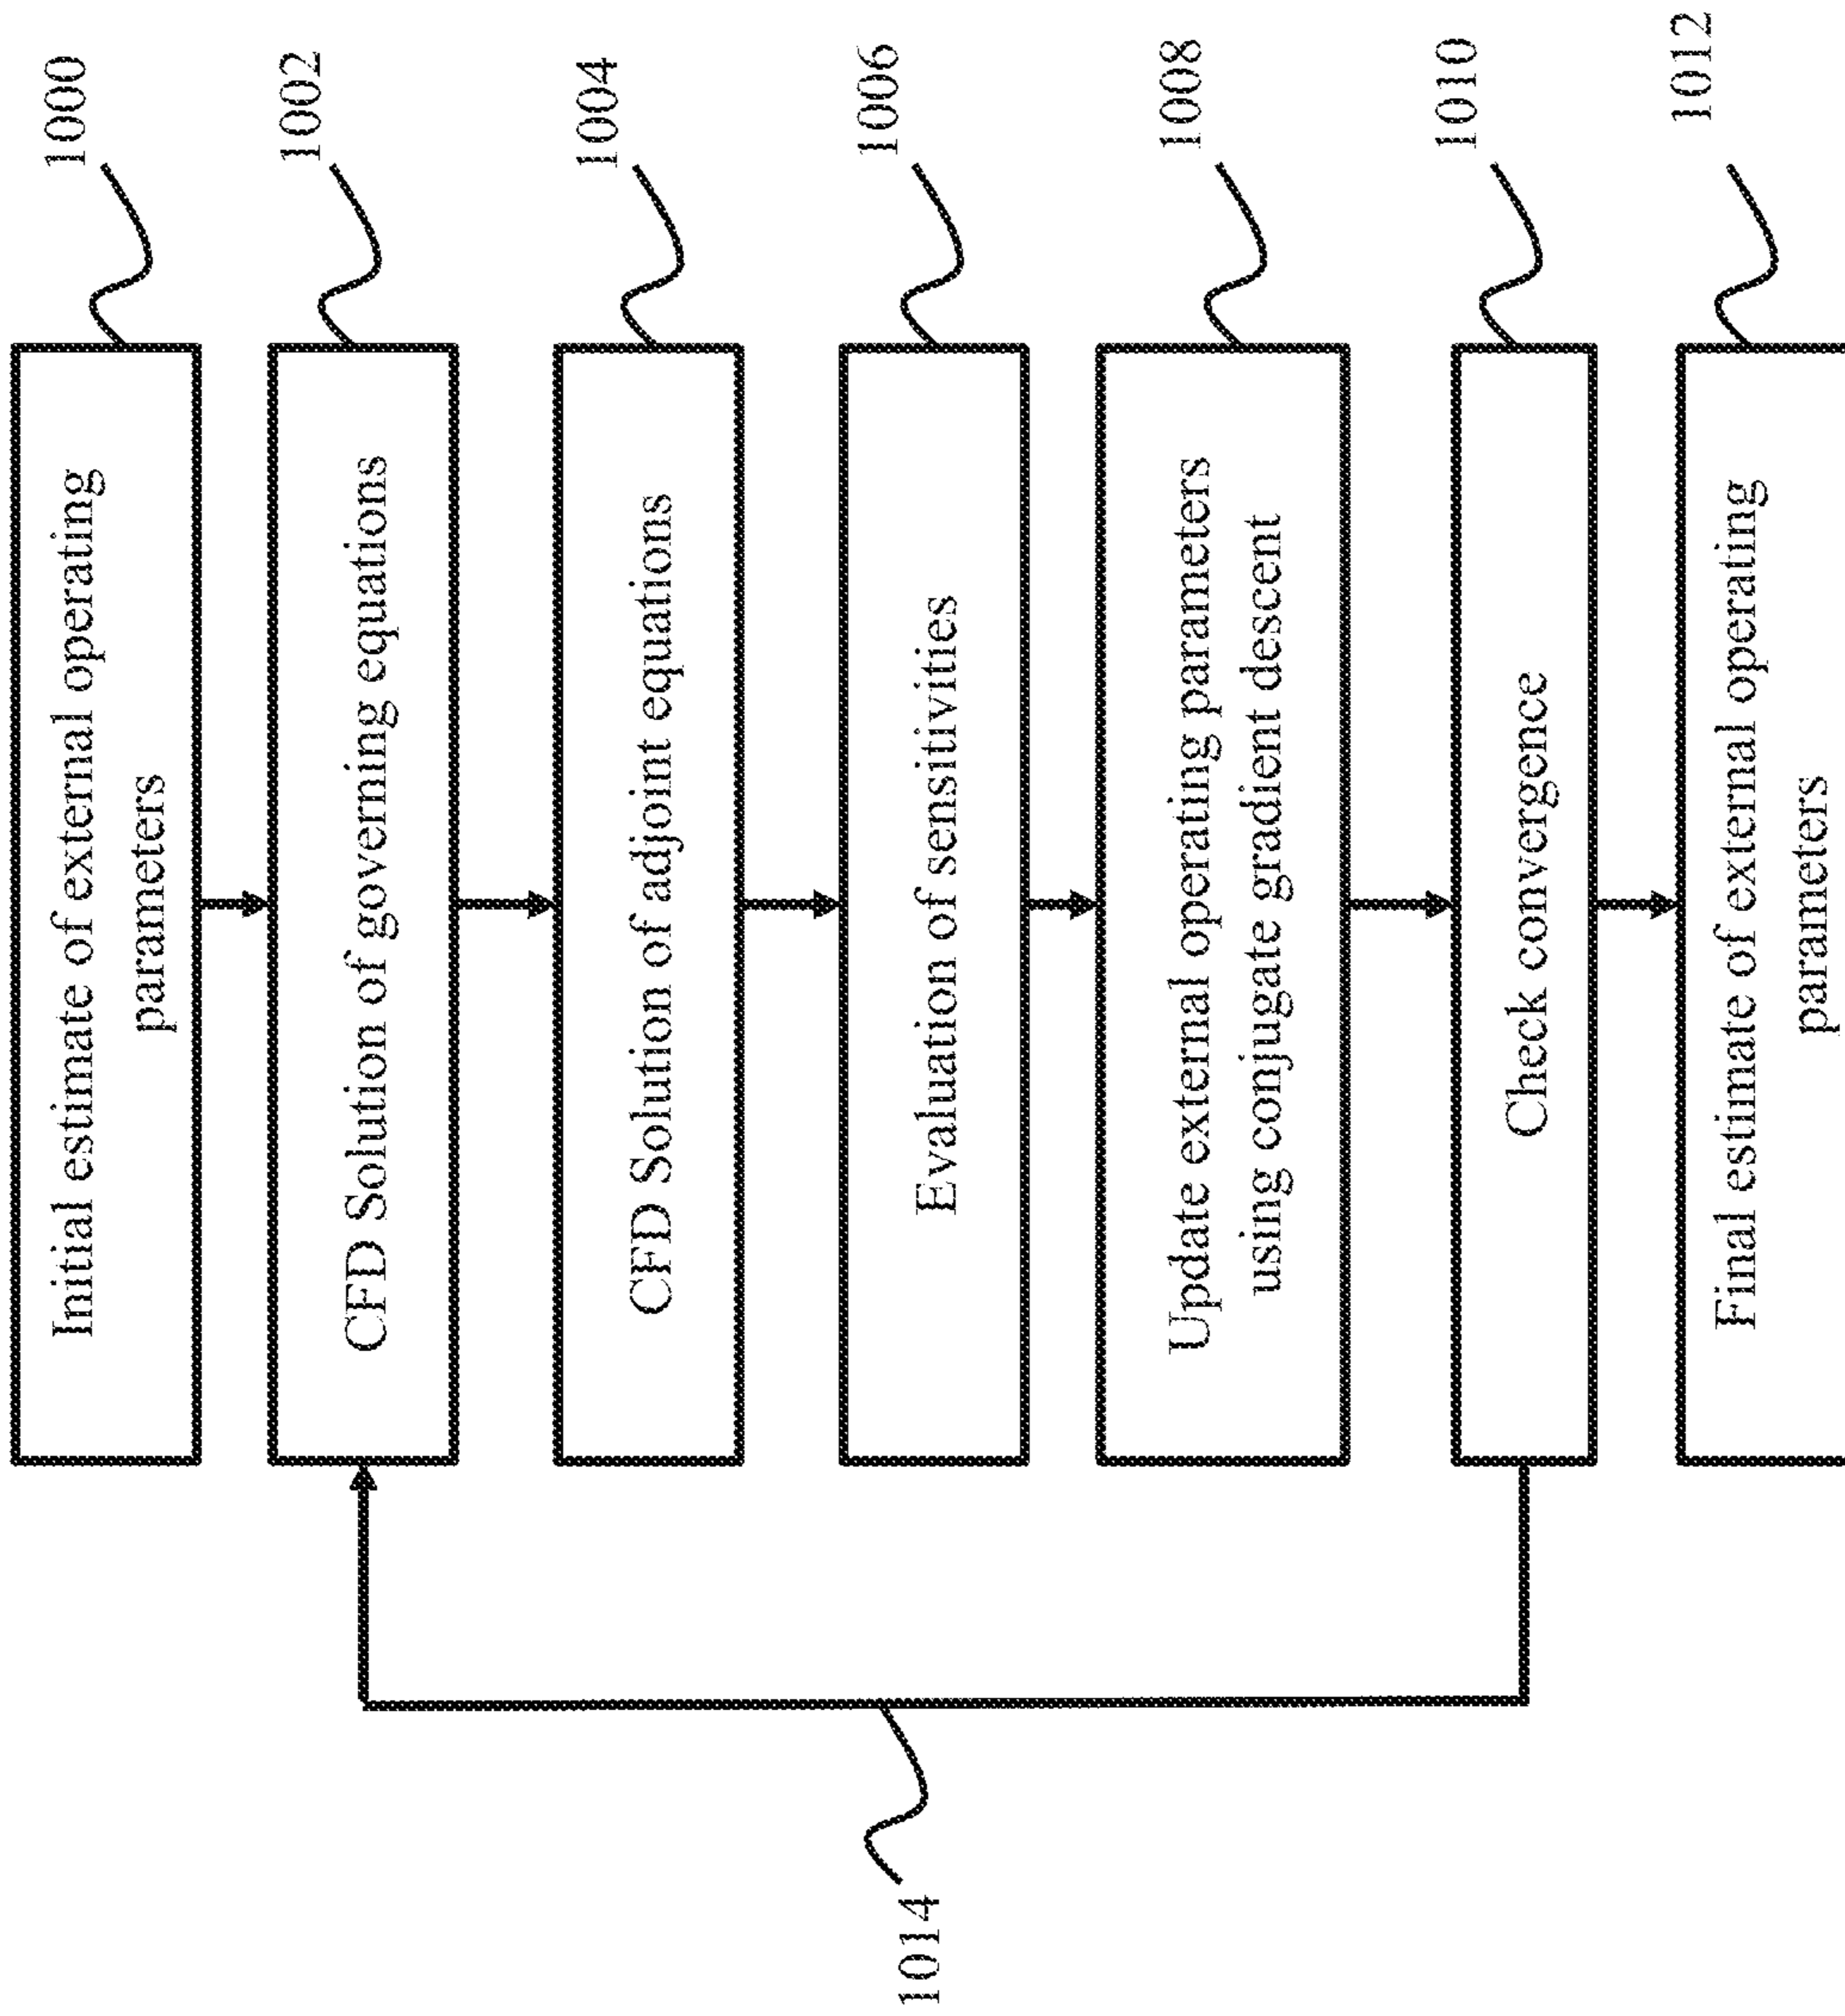 Initial estimate of external operating
parameters
1000
CFD Solution of governing equations
1002
CFD Solution of adjoint equations
1004
Evaluation of sensitivities
1006
Update external operating parameters
using conjugate gradient descent
1008
Check convergence
1010
Final estimate of external operating
parameters
1012
1014